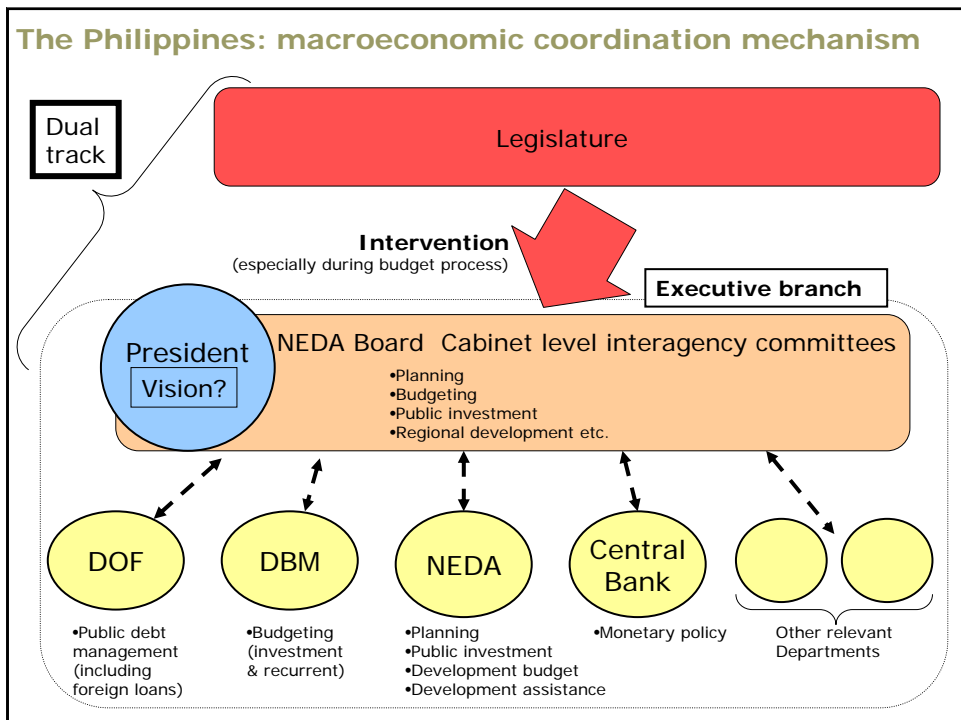 The Philippines: macroeconomic coordination mechanism
Dual
track
Legislature
Intervention
(especially during budget process)
Executive branch
President
Vision?
NEDA Board  Cabinet level interagency committees
•Planning
•Budgeting
•Public investment
•Regional development etc.
DOF
DBM
NEDA
Central
Bank
•Public debt
management
(including
foreign loans)
•Budgeting
(investment
& recurrent)
•Planning
•Public investment
•Development budget
•Development assistance
•Monetary policy
Other relevant
Departments